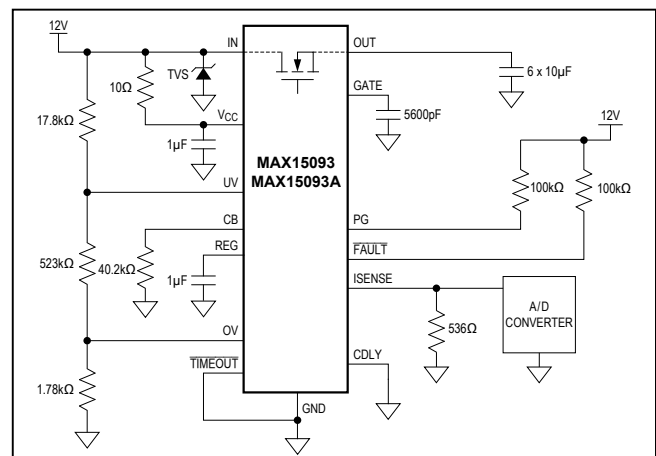 12V
IN
OUT
TVS
10Ω
6 x 10µF
GATE
17.8kΩ
5600pF
12V
VCC
1µF
MAX15093
MAX15093A
UV
100kΩ
100kΩ
CB
PG
REG
FAULT
523kΩ
40.2kΩ
1µF
ISENSE
A/D
CONVERTER
OV
536Ω
TIMEOUT
CDLY
1.78kΩ
GND